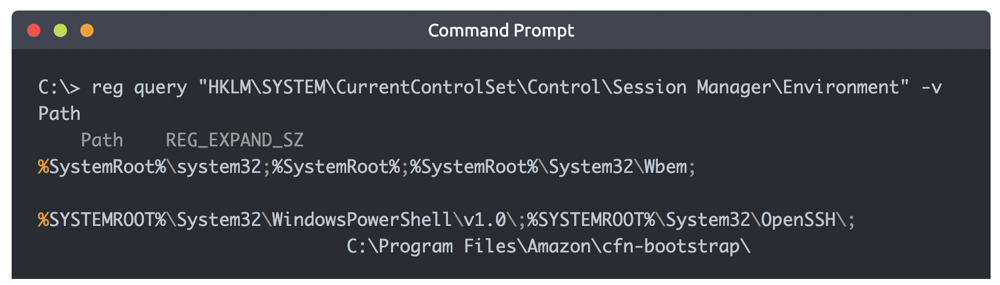 Command Prompt
C:\> reg query "HKLM\SYSTEM\CurrentControlSet\Control\Session Manager\Environment" -v
Path
Path    REG_EXPAND_SZ
%SystemRoot%\system32;%SystemRoot%;%SystemRoot%\System32\Wbem;
%SYSTEMROOT%\System32\WindowsPowerShell\v1.0\;%SYSTEMROOT%\System32\OpenSSH\;
C:\Program Files\Amazon\cfn-bootstrap\